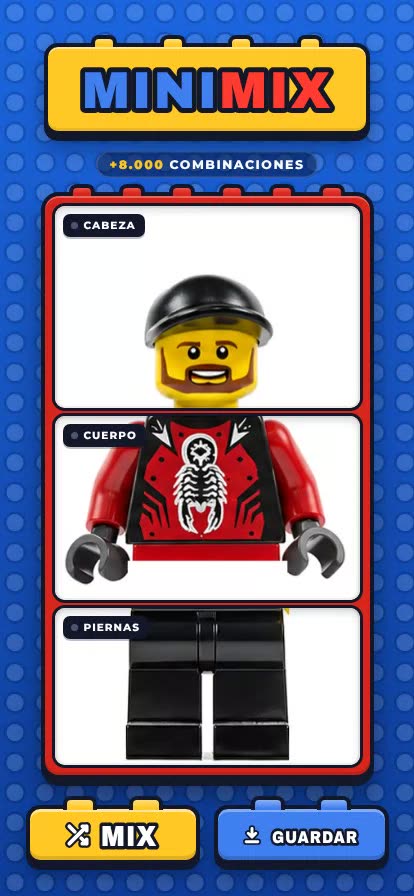 MINIMIX
+8.000 COMBINACIONES
CABEZA
CUERPO
PIERNAS
MIX
GUARDAR